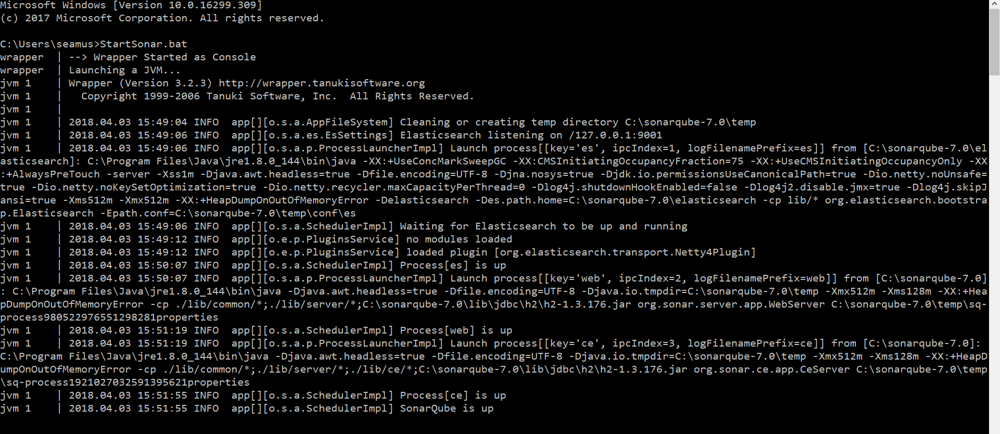 Microsoft Windows [Version 10.0.16299.309]
(c) 2017 Microsoft Corporation. All rights reserved.
C:\Users\seamus>StartSonar.bat
wrapper  | --> Wrapper Started as Console
wrapper  | Launching a JVM...
jvm 1    | Wrapper (Version 3.2.3) http://wrapper.tanukisoftware.org
jvm 1    |   Copyright 1999-2006 Tanuki Software, Inc.  All Rights Reserved.
jvm 1    |
jvm 1    | 2018.04.03 15:49:04 INFO  app[][o.s.a.AppFileSystem] Cleaning or creating temp directory C:\sonarqube-7.0\temp
jvm 1    | 2018.04.03 15:49:06 INFO  app[][o.s.a.es.EsSettings] Elasticsearch listening on /127.0.0.1:9001
jvm 1    | 2018.04.03 15:49:06 INFO  app[][o.s.a.p.ProcessLauncherImpl] Launch process[[key='es', ipcIndex=1, logFilenamePrefix=es]] from [C:\sonarqube-7.0\el
asticsearch]: C:\Program Files\Java\jre1.8.0_144\bin\java -XX:+UseConcMarkSweepGC -XX:CMSInitiatingOccupancyFraction=75 -XX:+UseCMSInitiatingOccupancyOnly -XX
:+AlwaysPreTouch -server -Xss1m -Djava.awt.headless=true -Dfile.encoding=UTF-8 -Djna.nosys=true -Djdk.io.permissionsUseCanonicalPath=true -Dio.netty.noUnsafe=
true -Dio.netty.noKeySetOptimization=true -Dio.netty.recycler.maxCapacityPerThread=0 -Dlog4j.shutdownHookEnabled=false -Dlog4j2.disable.jmx=true -Dlog4j.skipJ
ansi=true -Xms512m -Xmx512m -XX:+HeapDumpOnOutOfMemoryError -Delasticsearch -Des.path.home=C:\sonarqube-7.0\elasticsearch -cp lib/* org.elasticsearch.bootstra
p.Elasticsearch -Epath.conf=C:\sonarqube-7.0\temp\conf\es
jvm 1    | 2018.04.03 15:49:06 INFO  app[][o.s.a.SchedulerImpl] Waiting for Elasticsearch to be up and running
jvm 1    | 2018.04.03 15:49:12 INFO  app[][o.e.p.PluginsService] no modules loaded
jvm 1    | 2018.04.03 15:49:12 INFO  app[][o.e.p.PluginsService] loaded plugin [org.elasticsearch.transport.Netty4Plugin]
jvm 1    | 2018.04.03 15:50:07 INFO  app[][o.s.a.SchedulerImpl] Process[es] is up
jvm 1    | 2018.04.03 15:50:07 INFO  app[][o.s.a.p.ProcessLauncherImpl] Launch process[[key='web', ipcIndex=2, logFilenamePrefix=web]] from [C:\sonarqube-7.0]
: C:\Program Files\Java\jre1.8.0_144\bin\java -Djava.awt.headless=true -Dfile.encoding=UTF-8 -Djava.io.tmpdir=C:\sonarqube-7.0\temp -Xmx512m -Xms128m -XX:+Hea
pDumpOnOutOfMemoryError -cp ./lib/common/*;./lib/server/*;C:\sonarqube-7.0\lib\jdbc\h2\h2-1.3.176.jar org.sonar.server.app.WebServer C:\sonarqube-7.0\temp\sq-
process980522976551298281properties
jvm 1    | 2018.04.03 15:51:19 INFO  app[][o.s.a.SchedulerImpl] Process[web] is up
jvm 1    | 2018.04.03 15:51:19 INFO  app[][o.s.a.p.ProcessLauncherImpl] Launch process[[key='ce', ipcIndex=3, logFilenamePrefix=ce]] from [C:\sonarqube-7.0]:
C:\Program Files\Java\jre1.8.0_144\bin\java -Djava.awt.headless=true -Dfile.encoding=UTF-8 -Djava.io.tmpdir=C:\sonarqube-7.0\temp -Xmx512m -Xms128m -XX:+HeapD
umpOnOutOfMemoryError -cp ./lib/common/*;./lib/server/*;./lib/ce/*;C:\sonarqube-7.0\lib\jdbc\h2\h2-1.3.176.jar org.sonar.ce.app.CeServer C:\sonarqube-7.0\temp
\sq-process1921027032591395621properties
jvm 1    | 2018.04.03 15:51:55 INFO  app[][o.s.a.SchedulerImpl] Process[ce] is up
jvm 1    | 2018.04.03 15:51:55 INFO  app[][o.s.a.SchedulerImpl] SonarQube is up